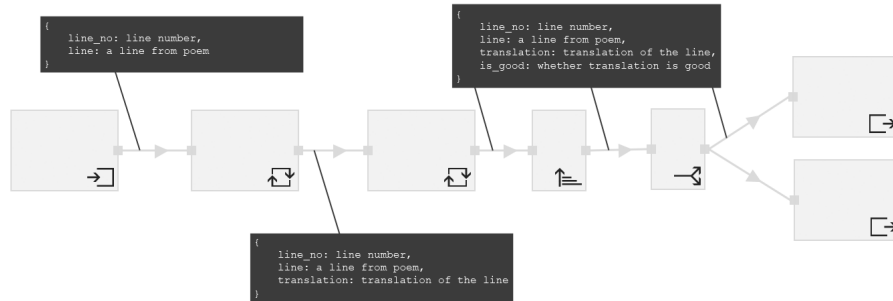 {
line_no: line number,
line: a line from poem
}
{
line_no: line number,
line: a line from poem,
translation: translation of the line,
is_good: whether translation is good
}
{
line_no: line number,
line: a line from poem,
translation: translation of the line
}